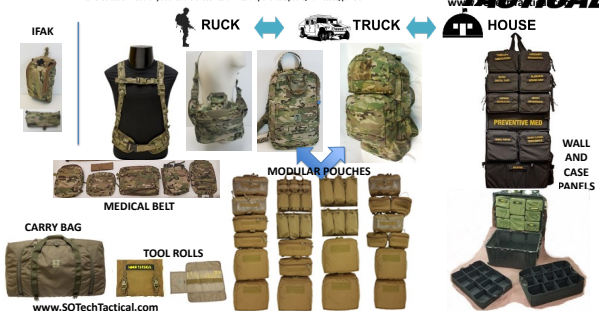 IFAK
RUCK
TRUCK
HOUSE
PREVENTIVE MED
WALL
AND
CASE
PANELS
MODULAR POUCHES
MEDICAL BELT
CARRY BAG
TOOL ROLLS
www.SOTechTactical.com